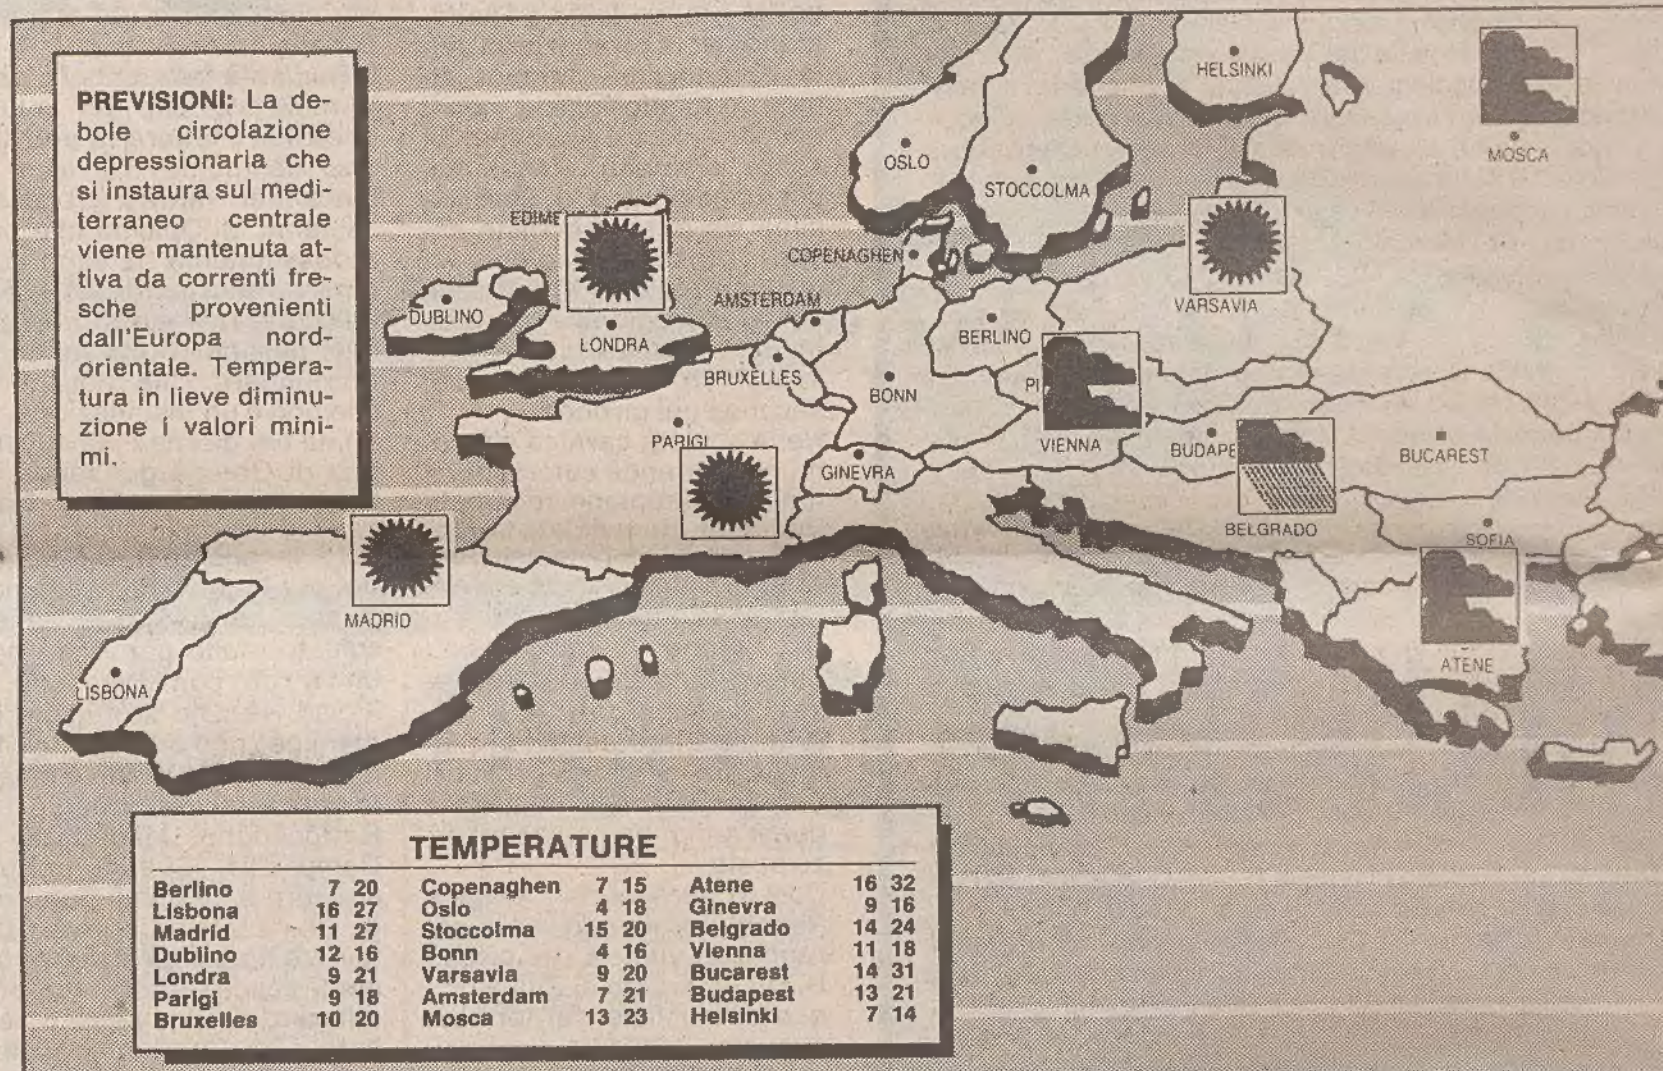 PREVISIONI: La de-
bole circolazione
depressionaria che
si instaura sul medi-
terraneo centrale
viene mantenuta at-
tiva da correnti fre-
sche provenienti
dall'Europa nord-
orientale. Tempera-
tura in lieve diminu-
zione i valori mini-
mi.
HELSINKI
MOSCA
OSLO
STOCCOLMA
EDIME
COPENAGHEN
VARSAVIA
DUBLINO
AMSTERDAM
LONDRA
BERLINO
BRUXELLES
BONN
PI
PARIGI
VIENNA
BUDAPE
BUCAREST
GINEVRA
BELGRADO
SOFIA
MADRID
ATENE
LISBONA
TEMPERATURE
Berlino 7 20 Copenaghen 7 15 Atene 16 32
Lisbona 16 27 Oslo 4 18 Ginevra 9 16
Madrid 11 27 Stoccolma 15 20 Belgrado 14 24
Dublino 12 16 Bonn 4 16 Vienna 11 18
Londra 9 21 Varsavia 9 20 Bucarest 14 31
Parigi 9 18 Amsterdam 7 21 Budapest 13 21
Bruxelles 10 20 Mosca 13 23 Helsinki 7 14